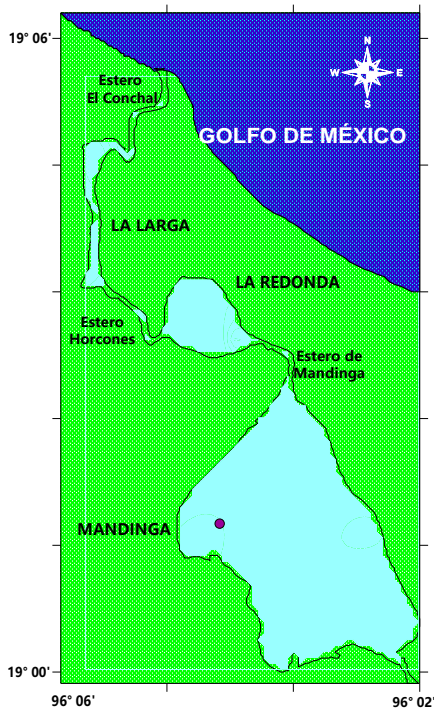 19° 06'
N
W E
S
Estero
El Conchal
GOLFO DE MÉXICO
LA LARGA
LA REDONDA
Estero
Horcones
Estero de
Mandinga
MANDINGA
19° 00'
96° 06'
96° 02'